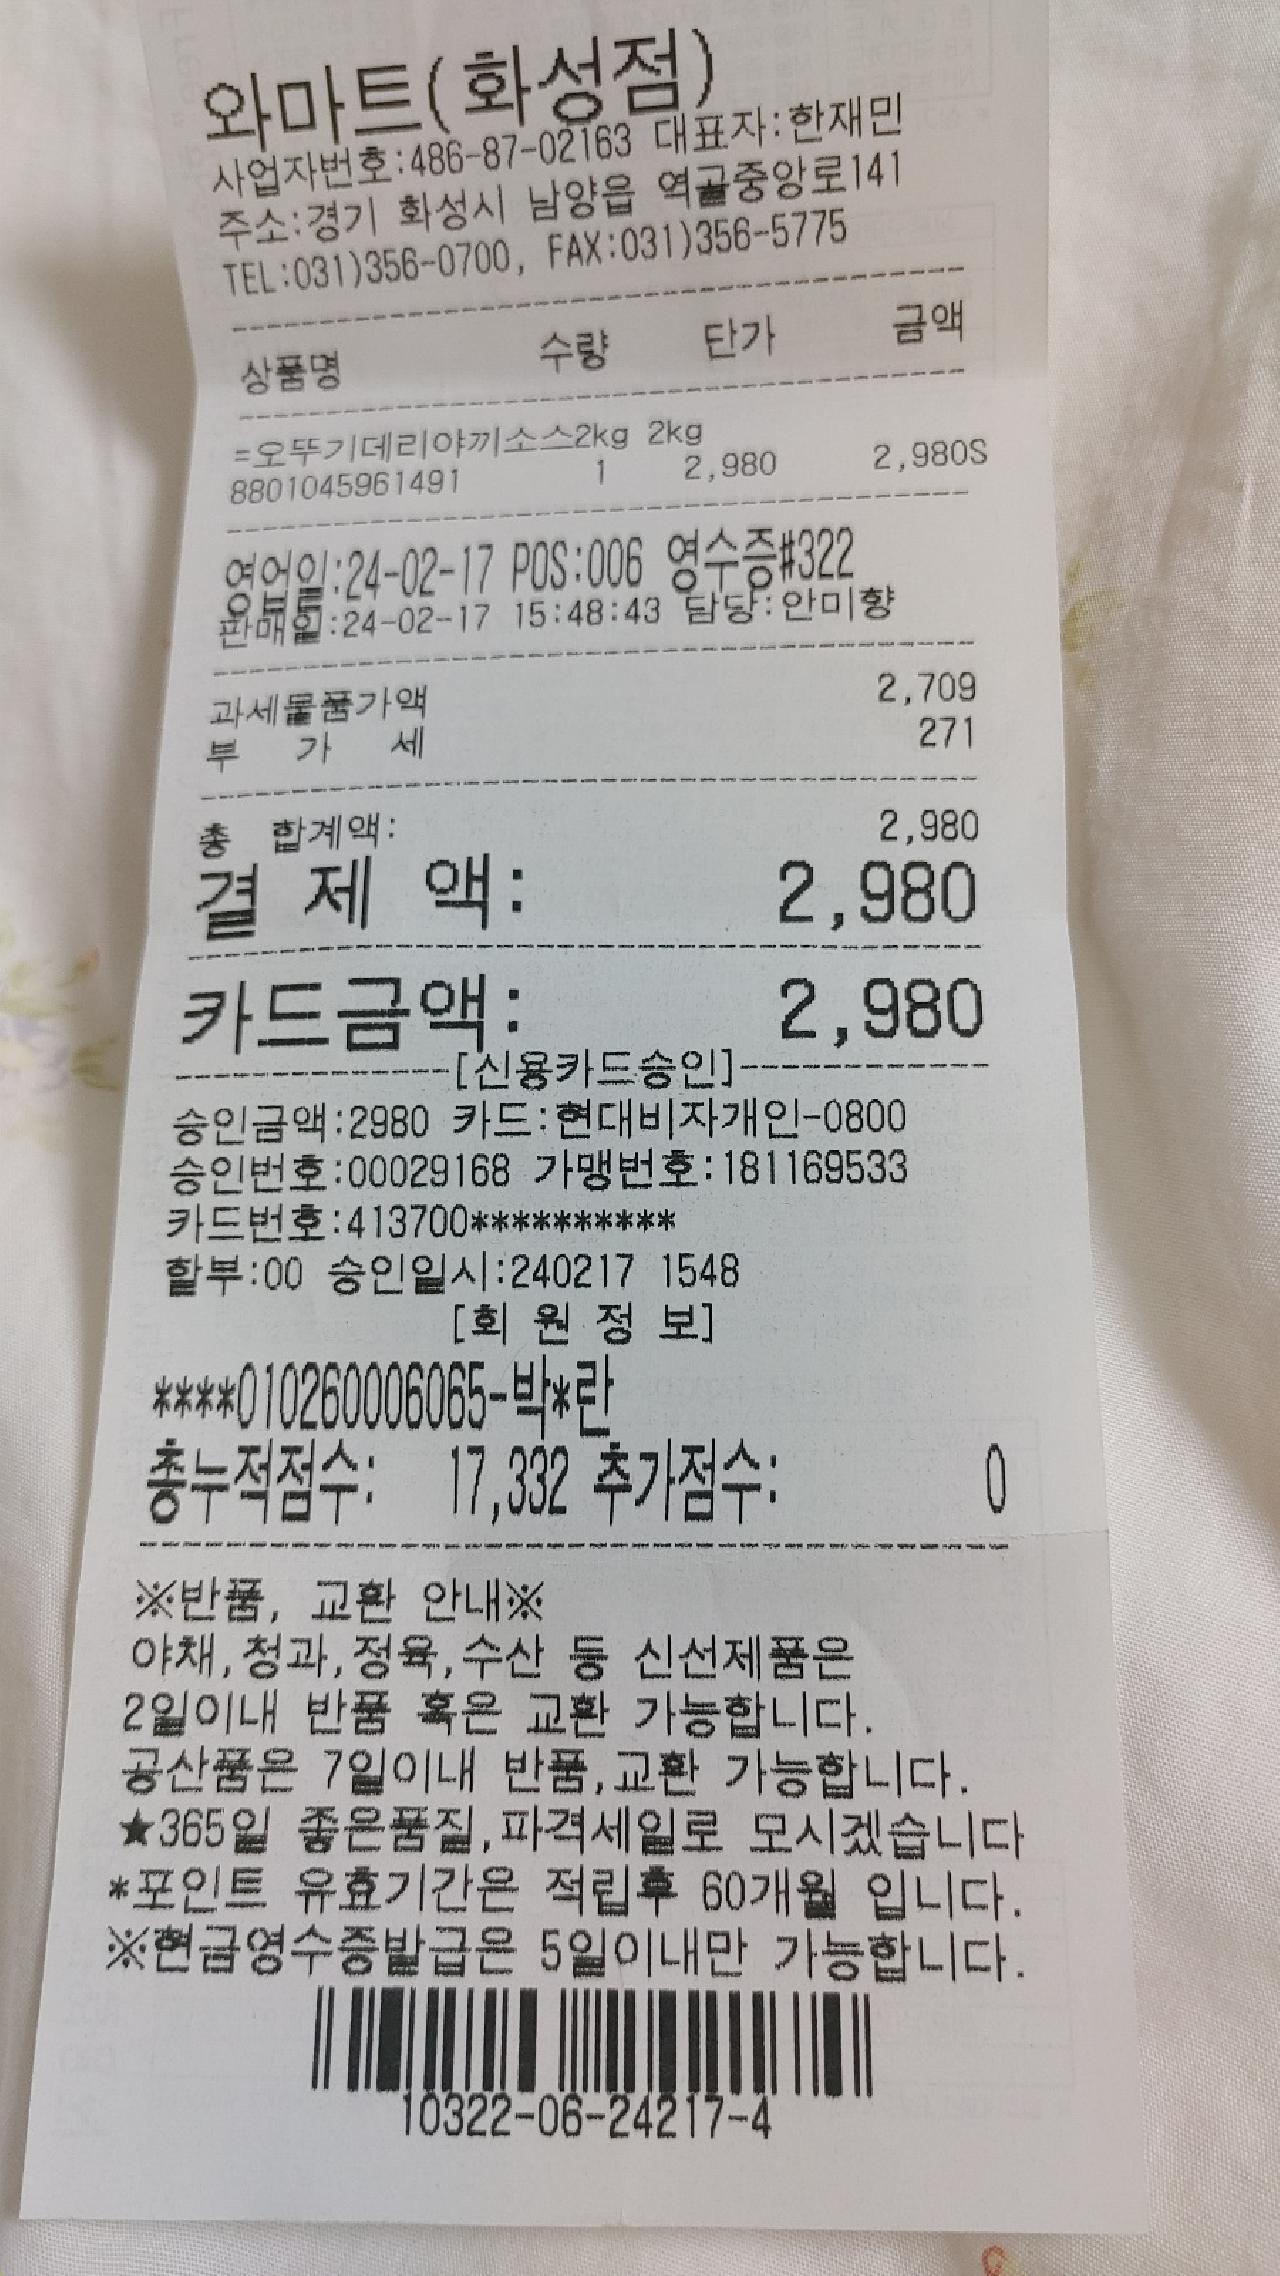 와마트(화성점)
사업자번호:486-87-02163 대표자:한재민
주소:경기 화성시 남양읍 역골중앙로141
TEL:031)356-0700, FAX:031)356-5775
상품명 수량 단가 금액
=오뚜기데리야끼소스2kg 2kg
8801045961491 1 2,980 2,980S
영업일:24-02-17 POS:006 영수증#322
판매일:24-02-17 15:48:43 담당:안미향
과세물품가액 2,709
부 가 세 271
총 합계액: 2,980
결 제 액: 2,980
카드금액: 2,980
-------------[신용카드승인]------------
승인금액:2980 카드:현대비자개인-0800
승인번호:00029168 가맹번호:181169533
카드번호:413700**********
할부:00 승인일시:240217 1548
[회 원 정 보]
****010260006065-박*란
총누적점수: 17,332 추가점수: 0
※반품, 교환 안내※
야채,청과,정육,수산 등 신선제품은
2일이내 반품 혹은 교환 가능합니다.
공산품은 7일이내 반품,교환 가능합니다.
★365일 좋은품질,파격세일로 모시겠습니다
*포인트 유효기간은 적립후 60개월 입니다.
※현금영수증발급은 5일이내만 가능합니다.
10322-06-24217-4